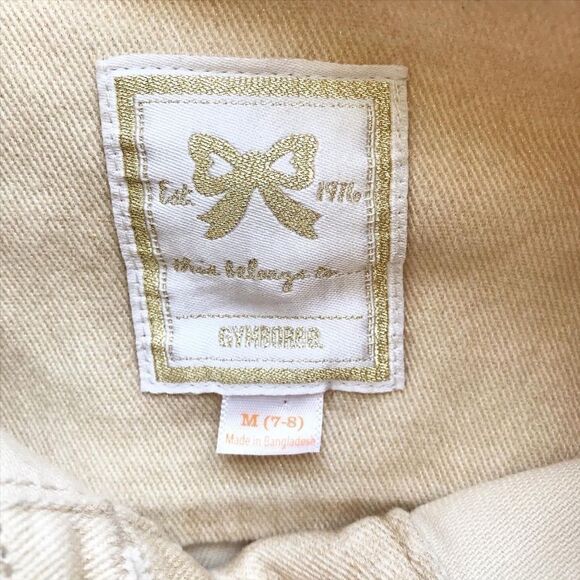 Est. 1976
this belongs to...
GYMBOREE.
M (7-8)
Made in Bangladesh